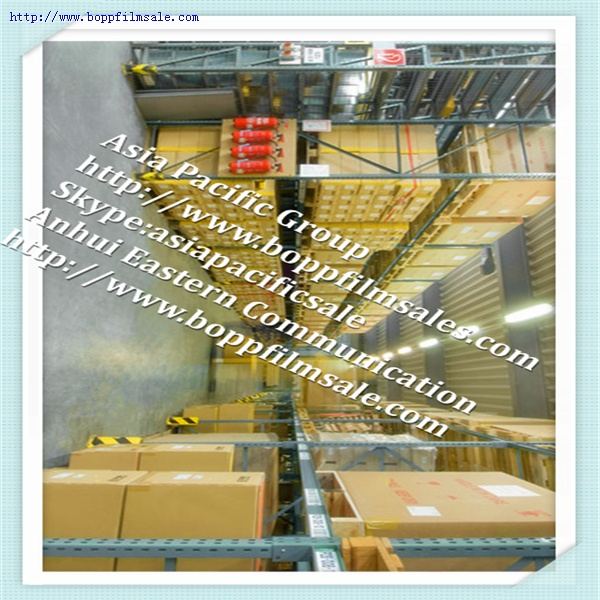 http://www.boppfilmsale.com
Asia Pacific Group
http://www.boppfilmsales.com
Skype:asiapacificsale
Anhui Eastern Communication
http://www.boppfilmsale.com